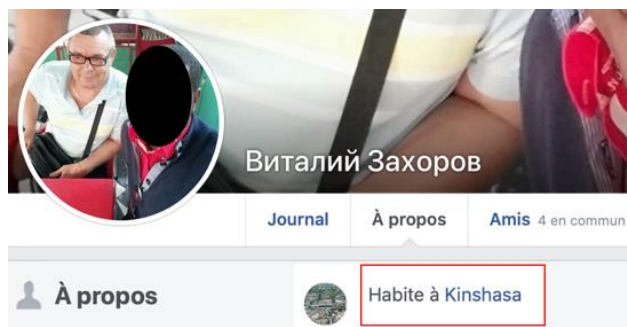 Виталий Захоров
Journal À propos Amis 4 en commun
À propos
Habite à Kinshasa